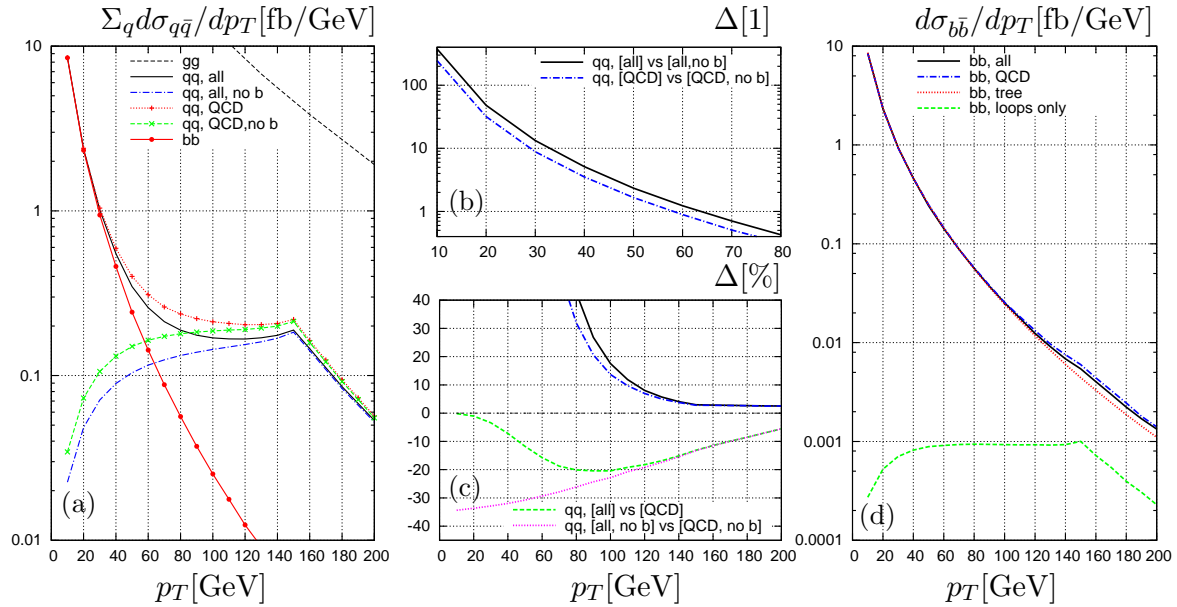 Σ_q dσ_{qq̄}/dp_T[fb/GeV]
10
1
0.1
0.01
gg
qq, all
qq, all, no b
qq, QCD
qq, QCD,no b
bb
(a)
0 20 40 60 80 100 120 140 160 180 200
p_T[GeV]
Δ[1]
100
10
1
qq, [all] vs [all,no b]
qq, [QCD] vs [QCD, no b]
(b)
10 20 30 40 50 60 70 80
Δ[%]
40
30
20
10
0
-10
-20
-30
-40
(c)
qq, [all] vs [QCD]
qq, [all, no b] vs [QCD, no b]
0 20 40 60 80 100 120 140 160 180 200
p_T[GeV]
dσ_{bb̄}/dp_T[fb/GeV]
10
1
0.1
0.01
0.001
0.0001
bb, all
bb, QCD
bb, tree
bb, loops only
(d)
0 20 40 60 80 100 120 140 160 180 200
p_T[GeV]